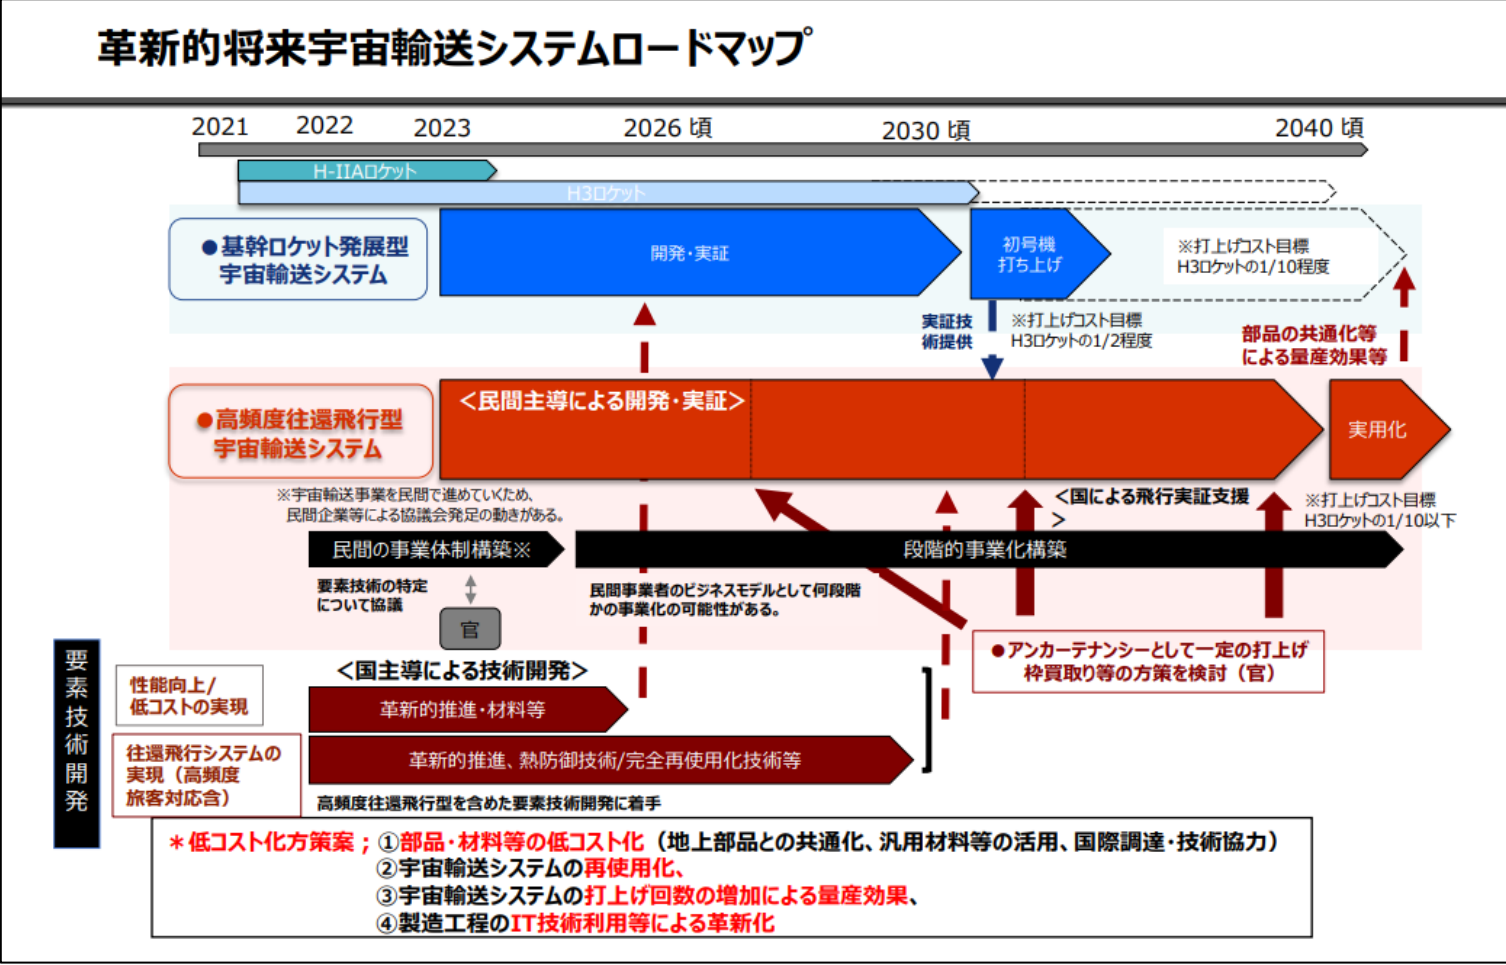 革新的将来宇宙輸送システムロードマップ
2021
2022
2023
2026 頃
2030 頃
2040 頃
H-IIAロケット
H3ロケット
●基幹ロケット発展型
宇宙輸送システム
開発・実証
初号機
打ち上げ
※打上げコスト目標
H3ロケットの1/10程度
実証技
術提供
※打上げコスト目標
H3ロケットの1/2程度
部品の共通化等
による量産効果等
●高頻度往還飛行型
宇宙輸送システム
＜民間主導による開発・実証＞
実用化
※宇宙輸送事業を民間で進めていくため、
民間企業等による協議会発足の動きがある。
＜国による飛行実証支援
＞
※打上げコスト目標
H3ロケットの1/10以下
民間の事業体制構築※
段階的事業化構築
要素技術の特定
について協議
官
民間事業者のビジネスモデルとして何段階
かの事業化の可能性がある。
●アンカーテナンシーとして一定の打上げ
枠買取り等の方策を検討（官）
要素技術開発
＜国主導による技術開発＞
性能向上/
低コストの実現
革新的推進・材料等
往還飛行システムの
実現（高頻度
旅客対応含）
革新的推進、熱防御技術/完全再使用化技術等
高頻度往還飛行型を含めた要素技術開発に着手
＊低コスト化方策案；①部品・材料等の低コスト化（地上部品との共通化、汎用材料等の活用、国際調達・技術協力）
②宇宙輸送システムの再使用化、
③宇宙輸送システムの打上げ回数の増加による量産効果、
④製造工程のIT技術利用等による革新化